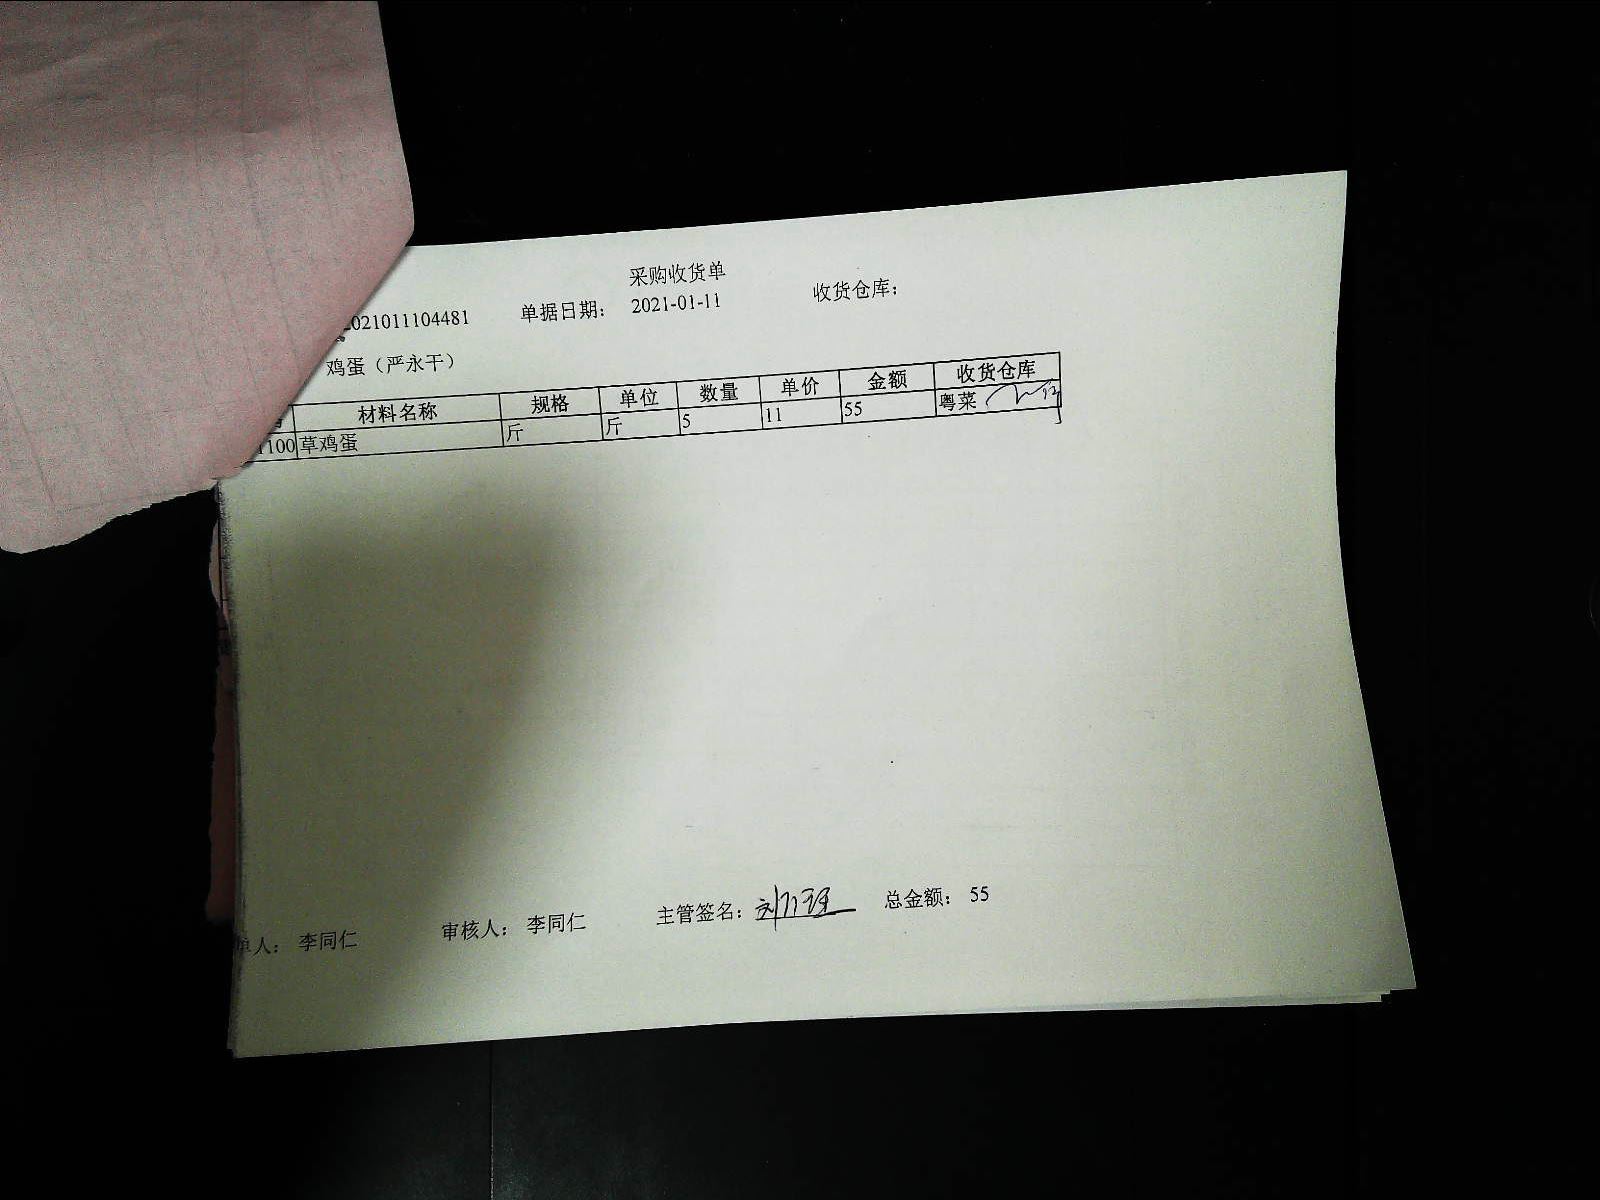 采购收货单
2021011104481 单据日期： 2021-01-11 收货仓库：
鸡蛋（严永干）
材料名称 规格 单位 数量 单价 金额 收货仓库
1100 草鸡蛋 斤 斤 5 11 55 粤菜
单人： 李同仁 审核人： 李同仁 主管签名： 总金额： 55